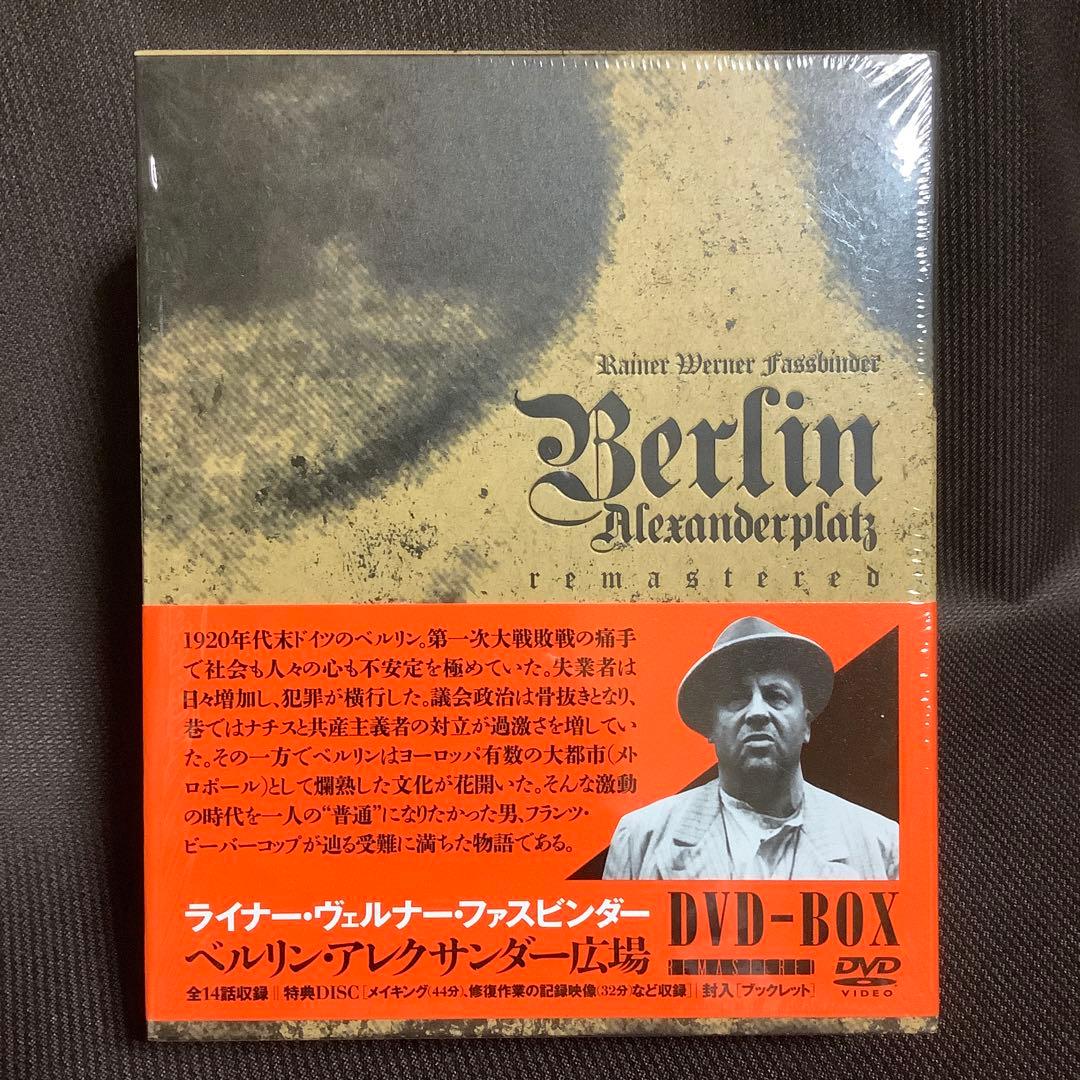 Rainer Werner Fassbinder
Berlin
Alexanderplatz
remastered
1920年代末ドイツのベルリン。第一次大戦敗戦の痛手
で社会も人々の心も不安定を極めていた。失業者は
日々増加し、犯罪が横行した。議会政治は骨抜きとなり、
巷ではナチスと共産主義者の対立が過激さを増してい
た。その一方でベルリンはヨーロッパ有数の大都市（メト
ロポール）として爛熟した文化が花開いた。そんな激動
の時代を一人の“普通”になりたかった男、フランツ・
ビーバーコップが辿る受難に満ちた物語である。
ライナー・ヴェルナー・ファスビンダー
ベルリン・アレクサンダー広場
DVD-BOX
REMASTERED
DVD
VIDEO
全14話収録 || 特典DISC［メイキング(44分)、修復作業の記録映像(32分)など収録］| 封入［ブックレット］